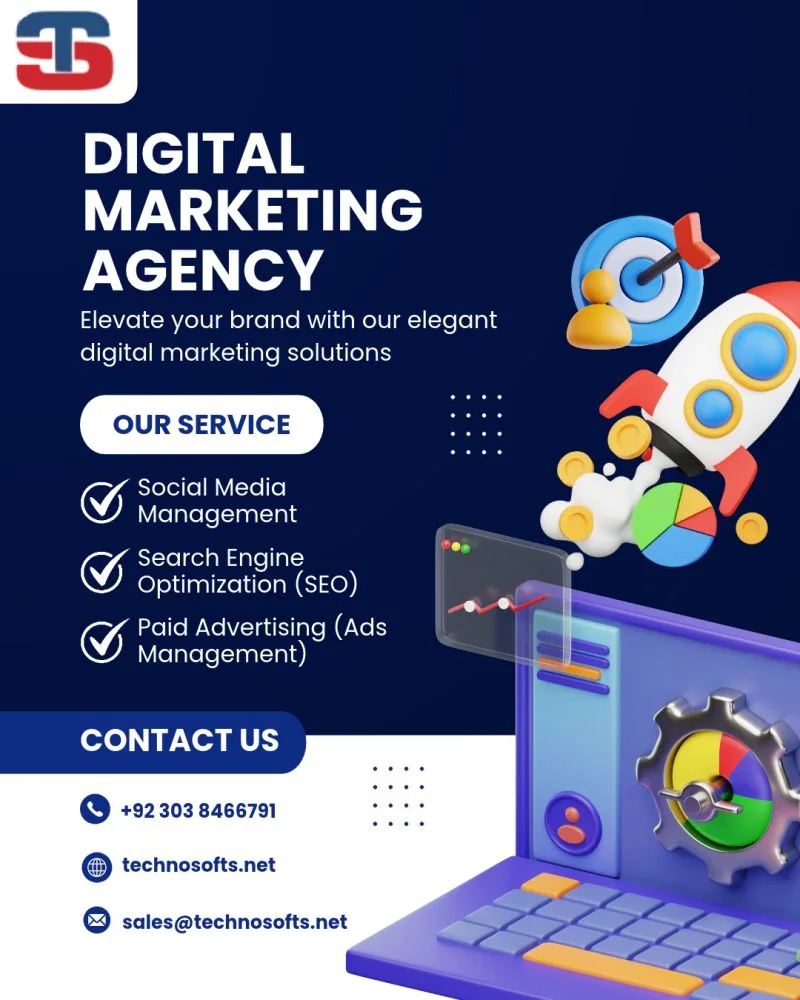 TS
DIGITAL
MARKETING
AGENCY
Elevate your brand with our elegant
digital marketing solutions
OUR SERVICE
Social Media
Management
Search Engine
Optimization (SEO)
Paid Advertising (Ads
Management)
CONTACT US
+92 303 8466791
technosofts.net
sales@technosofts.net